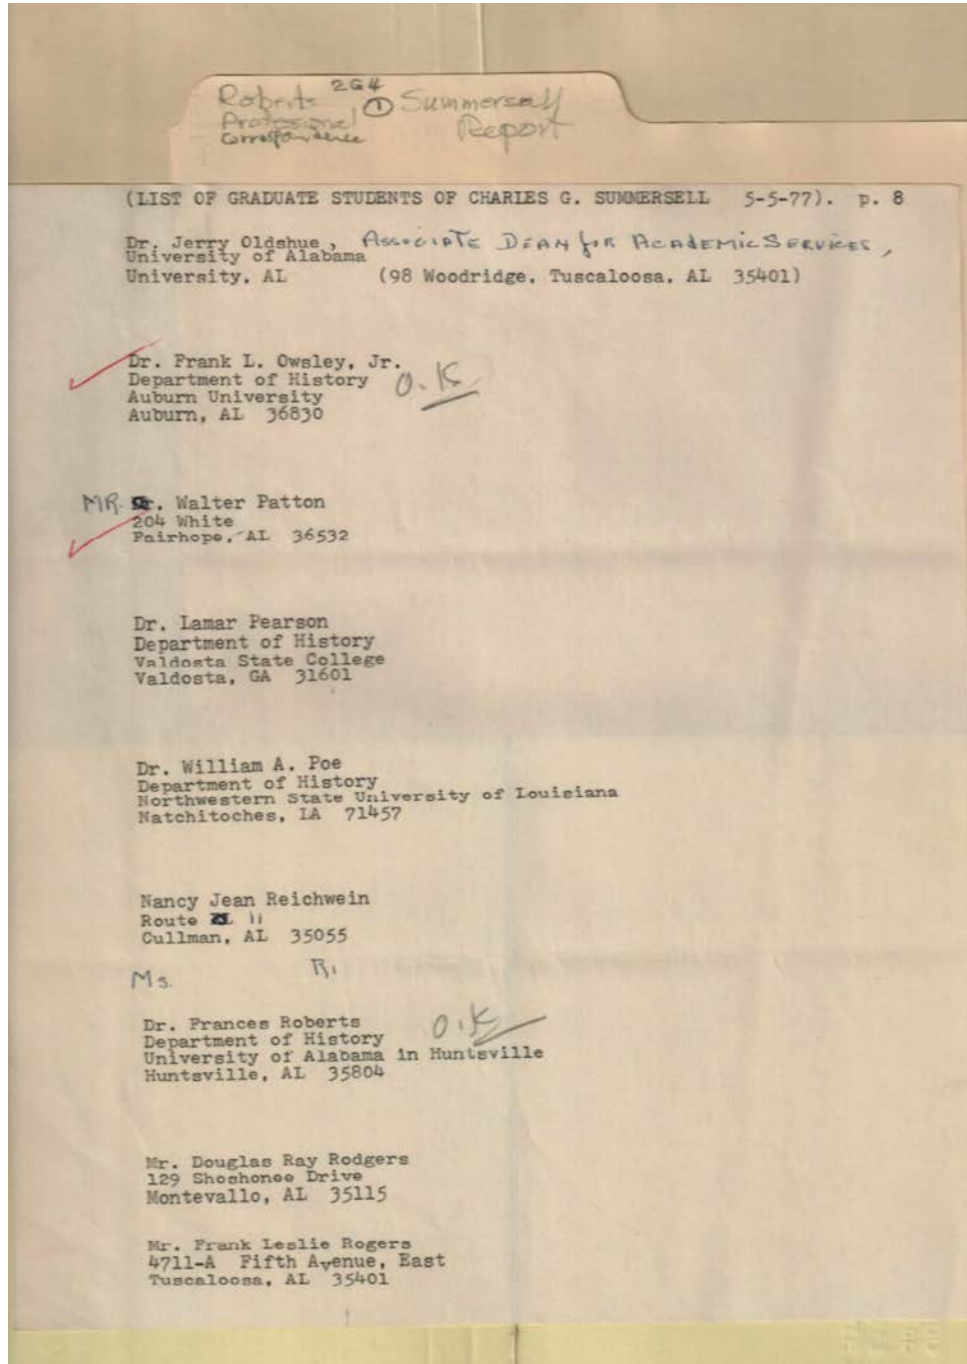 Roberts 2G4 ① Summersell
Professional Report
Correspondence
(LIST OF GRADUATE STUDENTS OF CHARLES G. SUMMERSELL 5-5-77). p. 8
Dr. Jerry Oldshue, Associate Dean for Academic Services,
University of Alabama
University, AL (98 Woodridge, Tuscaloosa, AL 35401)
Dr. Frank L. Owsley, Jr.
Department of History O.K
Auburn University
Auburn, AL 36830
MR. Walter Patton
204 White
Fairhope, AL 36532
Dr. Lamar Pearson
Department of History
Valdosta State College
Valdosta, GA 31601
Dr. William A. Poe
Department of History
Northwestern State University of Louisiana
Natchitoches, LA 71457
Nancy Jean Reichwein
Route 11
Cullman, AL 35055
Ms.
Dr. Frances Roberts O.K
Department of History
University of Alabama in Huntsville
Huntsville, AL 35804
Mr. Douglas Ray Rodgers
129 Shoshonee Drive
Montevallo, AL 35115
Mr. Frank Leslie Rogers
4711-A Fifth Avenue, East
Tuscaloosa, AL 35401